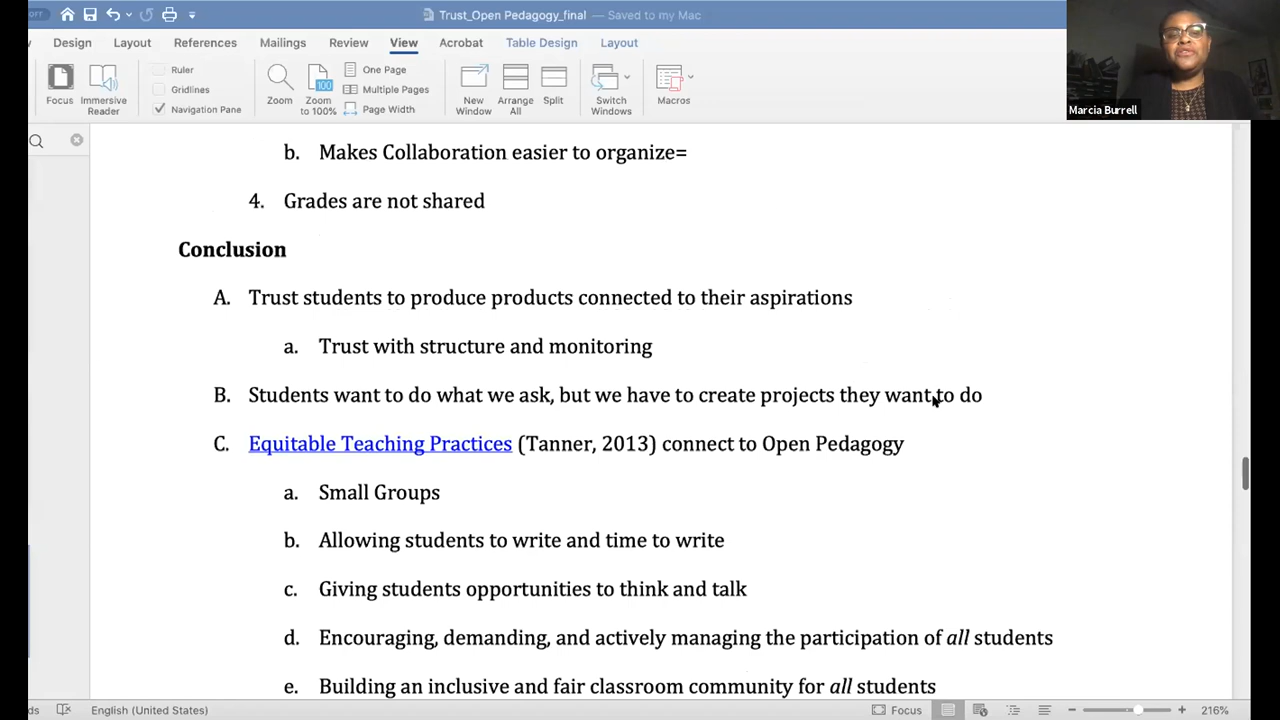 Trust_Open Pedagogy_final — Saved to my Mac
Design Layout References Mailings Review View Acrobat Table Design Layout
Focus
Immersive Reader
Ruler
Gridlines
Navigation Pane
Zoom
Zoom to 100%
One Page
Multiple Pages
Page Width
New Window
Arrange All
Split
Switch Windows
Macros
Marcia Burrell
b. Makes Collaboration easier to organize=
4. Grades are not shared
Conclusion
A. Trust students to produce products connected to their aspirations
a. Trust with structure and monitoring
B. Students want to do what we ask, but we have to create projects they want to do
C. Equitable Teaching Practices (Tanner, 2013) connect to Open Pedagogy
a. Small Groups
b. Allowing students to write and time to write
c. Giving students opportunities to think and talk
d. Encouraging, demanding, and actively managing the participation of all students
e. Building an inclusive and fair classroom community for all students
English (United States) Focus 216%